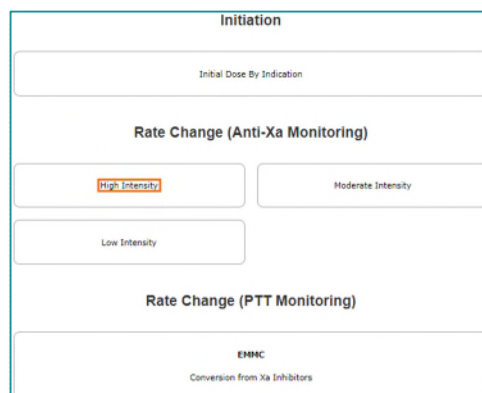 Initiation
Initial Dose By Indication
Rate Change (Anti-Xa Monitoring)
High Intensity
Moderate Intensity
Low Intensity
Rate Change (PTT Monitoring)
EMMC
Conversion from Xa Inhibitors